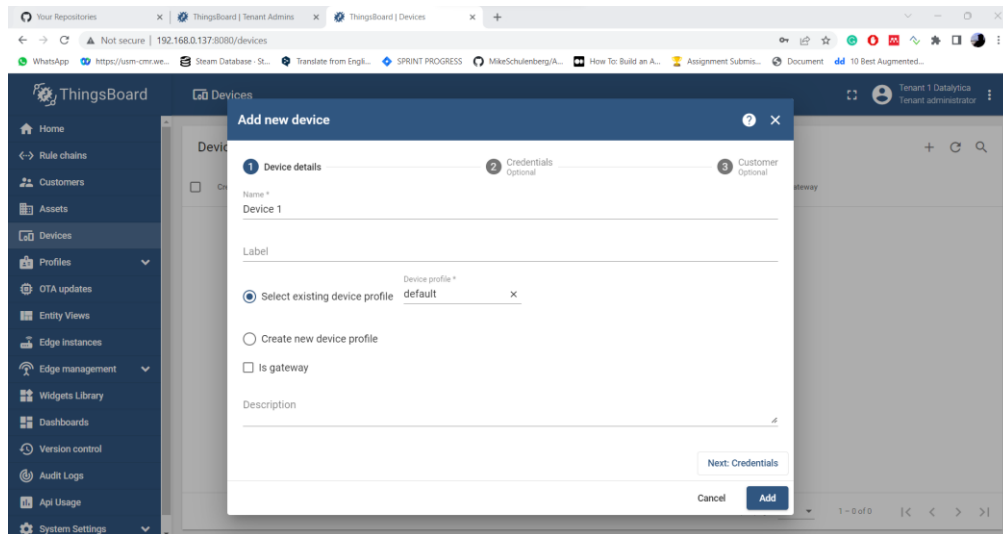 Your Repositories
ThingsBoard | Tenant Admins
ThingsBoard | Devices
Not secure | 192.168.0.137:8080/devices
WhatsApp
https://usm-cmr.we...
Steam Database · St...
Translate from Engli...
SPRINT PROGRESS
MikeSchulenberg/A...
How To: Build an A...
Assignment Submis...
Document
dd 10 Best Augmented...
ThingsBoard
Devices
Tenant 1 Datalytica
Tenant administrator
Home
Rule chains
Customers
Assets
Devices
Profiles
OTA updates
Entity Views
Edge instances
Edge management
Widgets Library
Dashboards
Version control
Audit Logs
Api Usage
System Settings
Add new device
1 Device details
2 Credentials
Optional
3 Customer
Optional
Name *
Device 1
Label
Select existing device profile
Device profile *
default
Create new device profile
Is gateway
Description
Next: Credentials
Cancel
Add
1 – 0 of 0